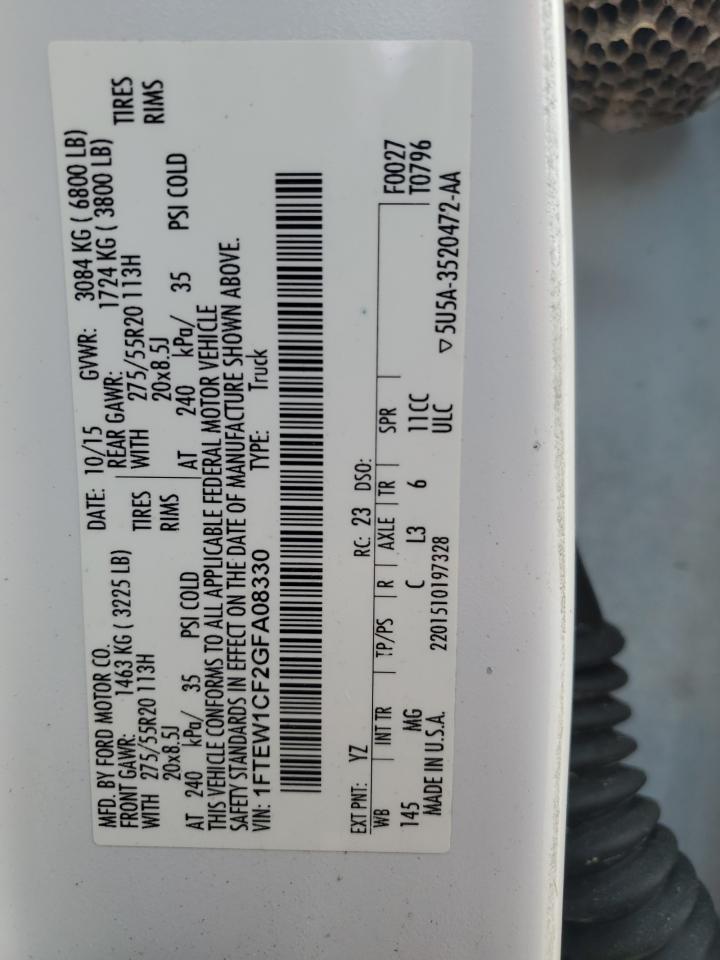 MFD. BY FORD MOTOR CO. DATE: 10/15 GVWR: 3084 KG ( 6800 LB)
FRONT GAWR: 1463 KG ( 3225 LB) REAR GAWR: 1724 KG ( 3800 LB)
WITH 275/55R20 113H TIRES WITH 275/55R20 113H TIRES
20x8.5J RIMS 20x8.5J RIMS
AT 240 kPa/ 35 PSI COLD AT 240 kPa/ 35 PSI COLD
THIS VEHICLE CONFORMS TO ALL APPLICABLE FEDERAL MOTOR VEHICLE
SAFETY STANDARDS IN EFFECT ON THE DATE OF MANUFACTURE SHOWN ABOVE.
VIN: 1FTEW1CF2GFA08330 TYPE: Truck
EXT PNT: YZ RC: 23 DSO: F0027
WB INT TR TP/PS R AXLE TR SPR T0796
145 MG C L3 6 11CC
MADE IN U.S.A. 2201510197328 ULC ▽5U5A-3520472-AA